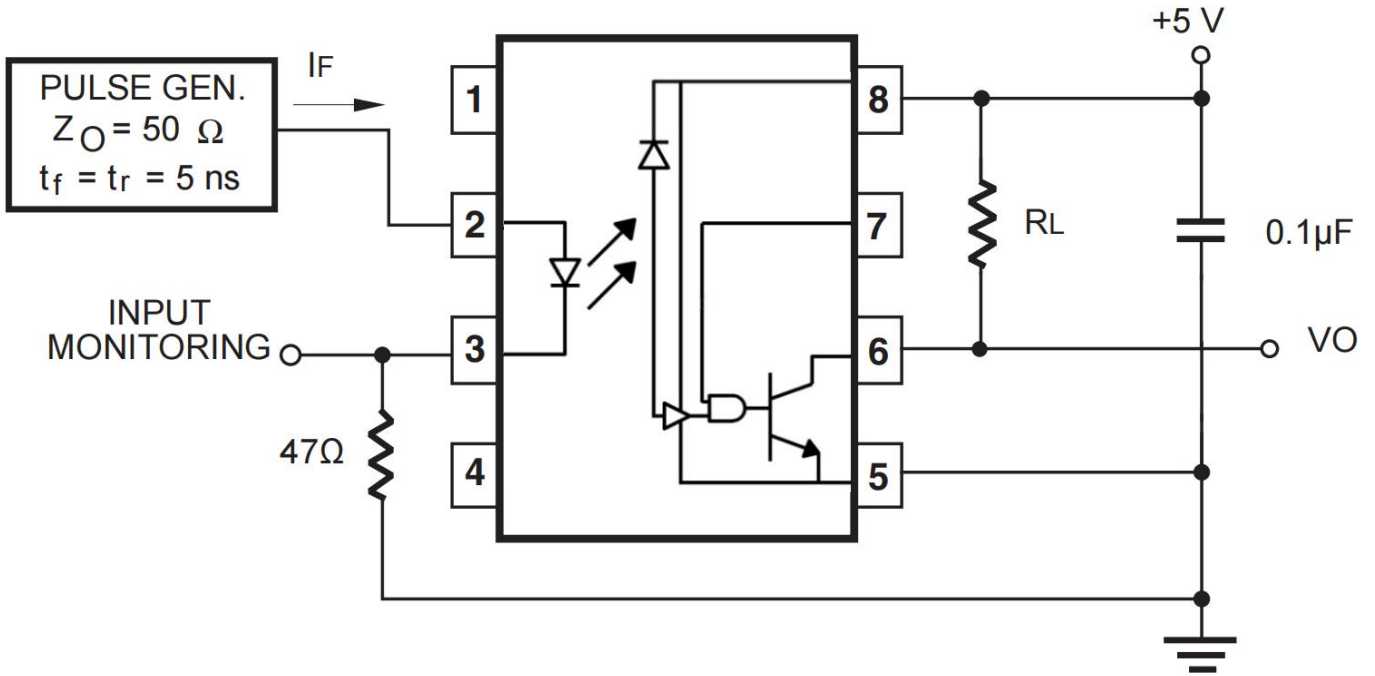 +5 V
PULSE GEN.
ZO = 50 Ω
tf = tr = 5 ns
IF
1
8
2
7
RL
0.1µF
INPUT
MONITORING
3
6
VO
47Ω
4
5